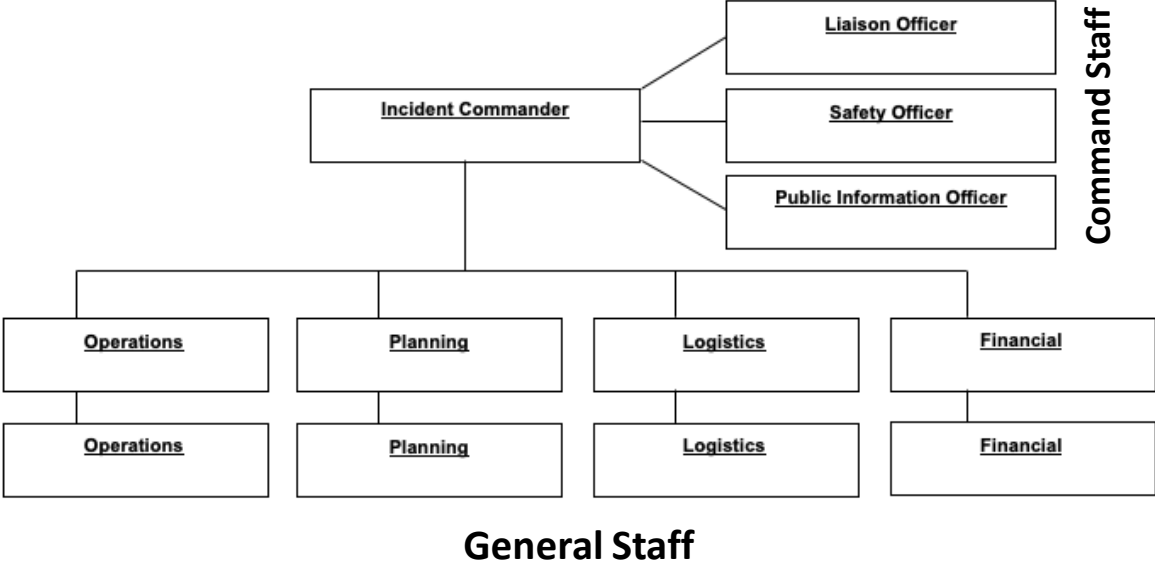 Liaison Officer
Command Staff
Incident Commander
Safety Officer
Public Information Officer
Operations
Planning
Logistics
Financial
Operations
Planning
Logistics
Financial
General Staff